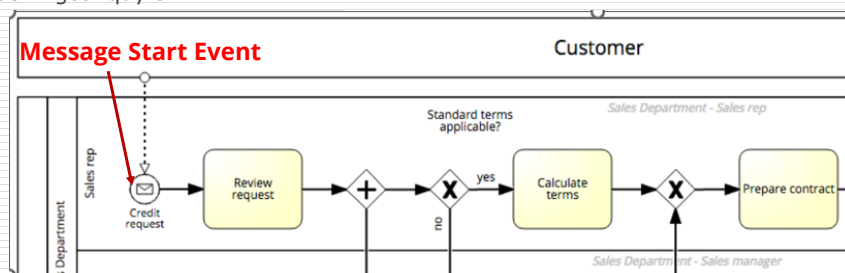 Message Start Event
Customer
Sales Department - Sales rep
Standard terms
applicable?
Sales rep
Review
request
yes
Calculate
terms
Prepare contract
Credit
request
no
Department
Sales Department - Sales manager